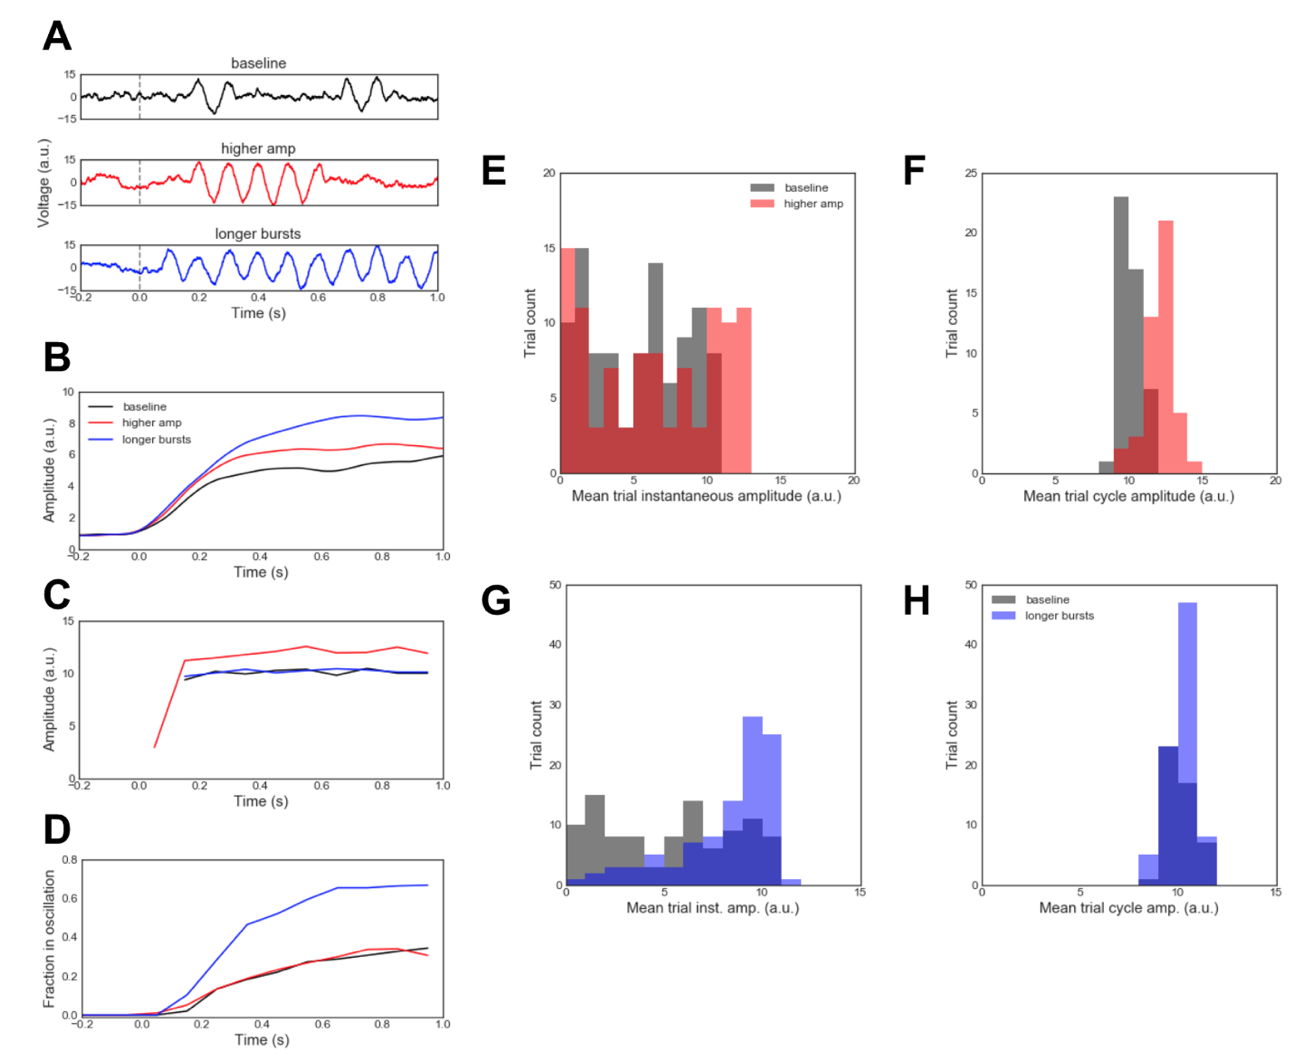 A
baseline
15
0
−15
higher amp
15
0
−15
Voltage (a.u.)
longer bursts
15
0
−15
−0.2 0.0 0.2 0.4 0.6 0.8 1.0
Time (s)
B
10
8
6
4
2
0
baseline
higher amp
longer bursts
Amplitude (a.u.)
−0.2 0.0 0.2 0.4 0.6 0.8 1.0
Time (s)
C
15
10
5
0
Amplitude (a.u.)
−0.2 0.0 0.2 0.4 0.6 0.8 1.0
Time (s)
D
0.8
0.6
0.4
0.2
0.0
Fraction in oscillation
−0.2 0.0 0.2 0.4 0.6 0.8 1.0
Time (s)
E
20
15
10
5
0
baseline
higher amp
Trial count
0 5 10 15 20
Mean trial instantaneous amplitude (a.u.)
F
25
20
15
10
5
0
Trial count
0 5 10 15 20
Mean trial cycle amplitude (a.u.)
G
50
40
30
20
10
0
Trial count
0 5 10 15
Mean trial inst. amp. (a.u.)
H
50
40
30
20
10
0
baseline
longer bursts
Trial count
0 5 10 15
Mean trial cycle amp. (a.u.)